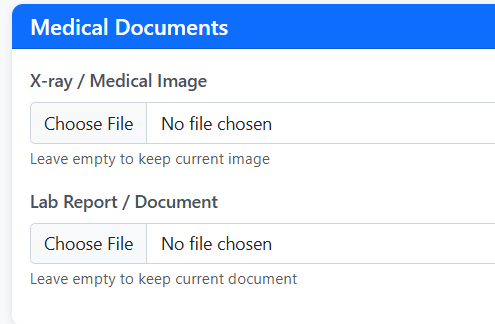 Medical Documents
X-ray / Medical Image
Choose File No file chosen
Leave empty to keep current image
Lab Report / Document
Choose File No file chosen
Leave empty to keep current document